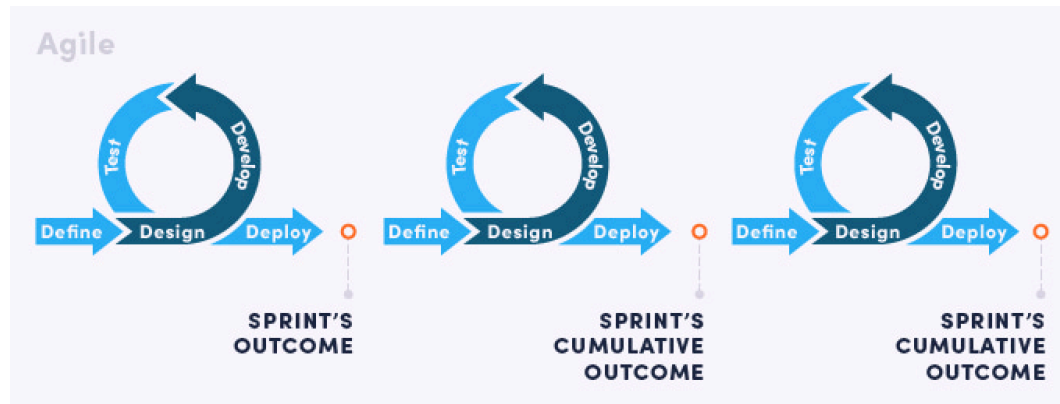 Agile
Test
Develop
Define
Design
Deploy
SPRINT'S
OUTCOME
Test
Develop
Define
Design
Deploy
SPRINT'S
CUMULATIVE
OUTCOME
Test
Develop
Define
Design
Deploy
SPRINT'S
CUMULATIVE
OUTCOME